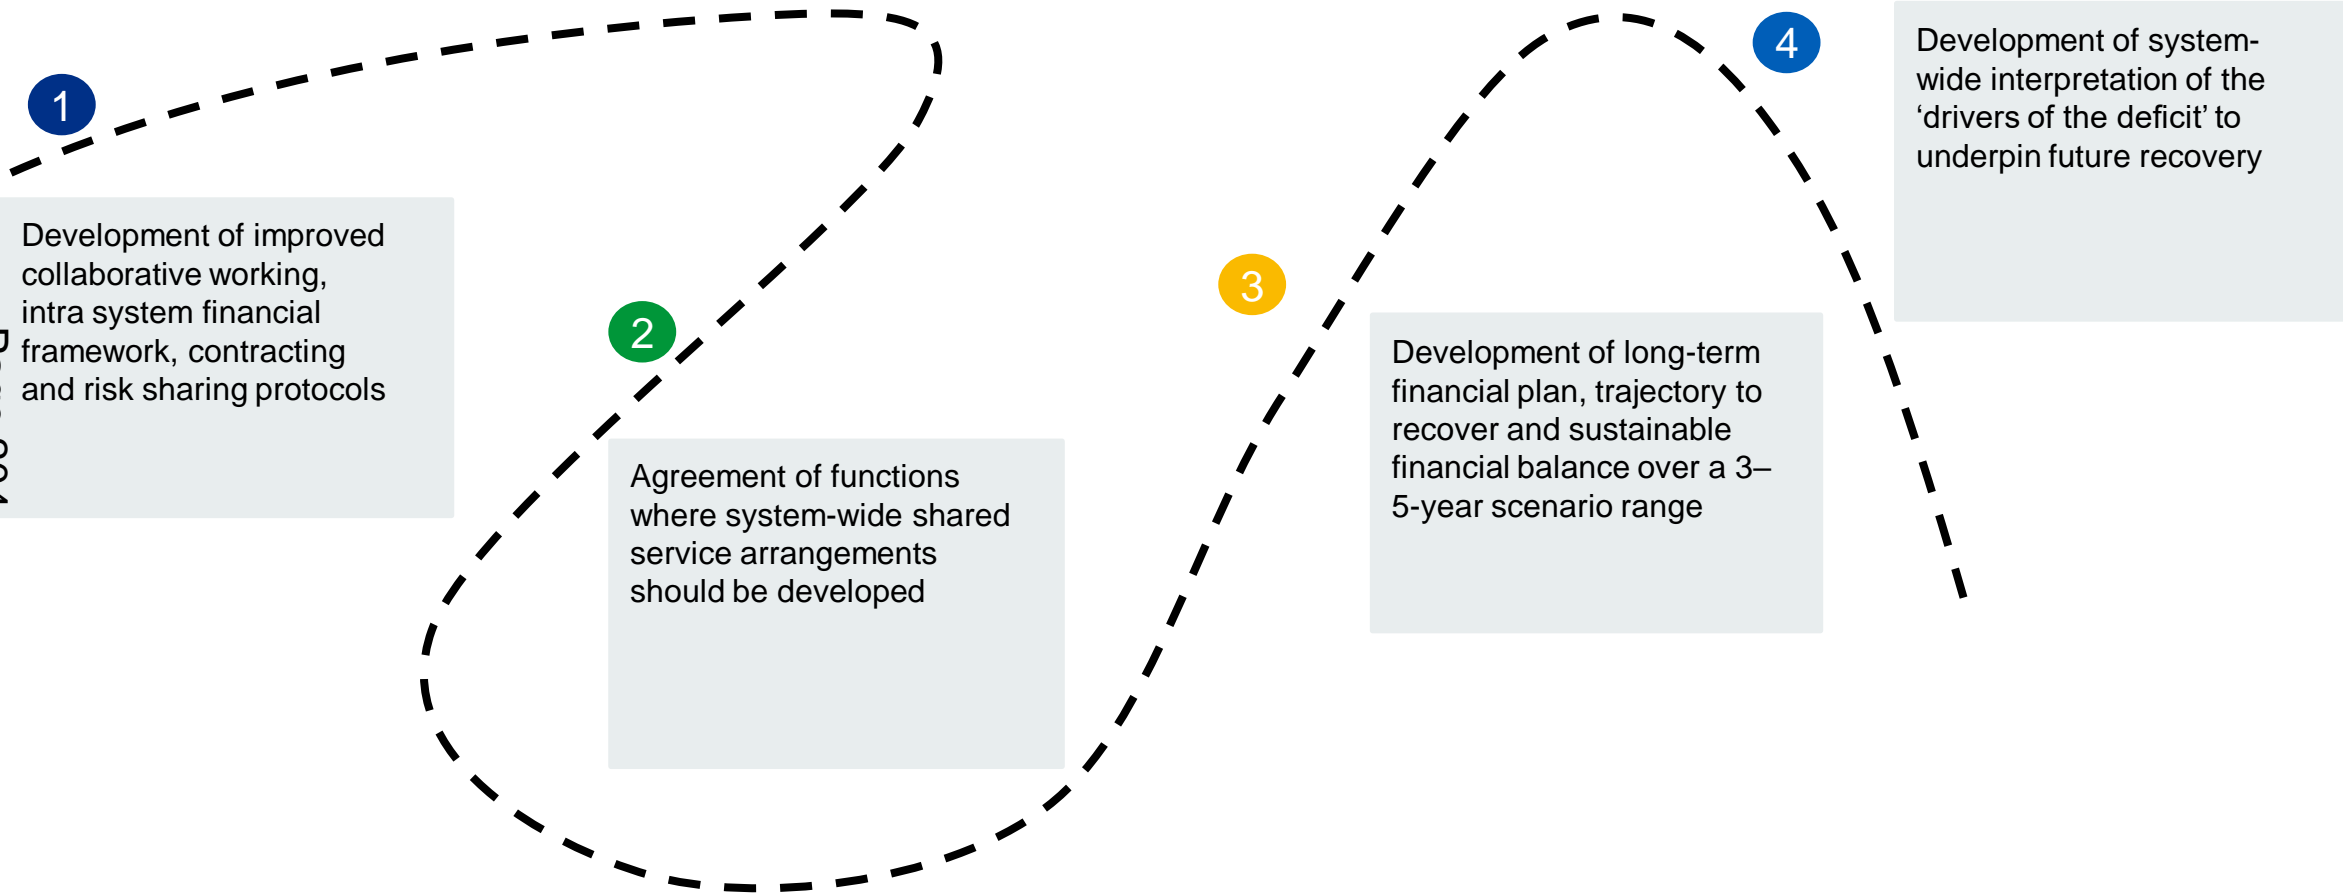 1
Development of improved
collaborative working,
intra system financial
framework, contracting
and risk sharing protocols
2
Agreement of functions
where system-wide shared
service arrangements
should be developed
3
Development of long-term
financial plan, trajectory to
recover and sustainable
financial balance over a 3–
5-year scenario range
4
Development of system-
wide interpretation of the
‘drivers of the deficit’ to
underpin future recovery